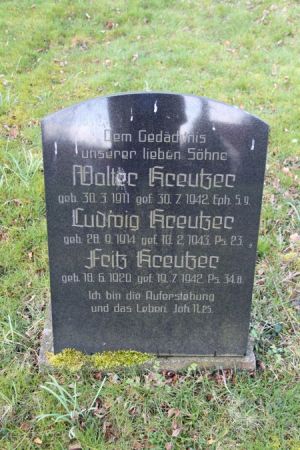 Dem Gedächtnis
unserer lieben Söhne
Walter Kreutzer
geb. 30. 3. 1911 gef. 30. 7. 1942. Eph. 5. 9.
Ludwig Kreutzer
geb. 28. 9. 1914 gef. 10. 2. 1943. Ps. 23.
Fritz Kreutzer
geb. 18. 6. 1920 gef. 19. 7. 1942. Ps. 34. 8.
Ich bin die Auferstehung
und das Leben. Joh. 11. 25.